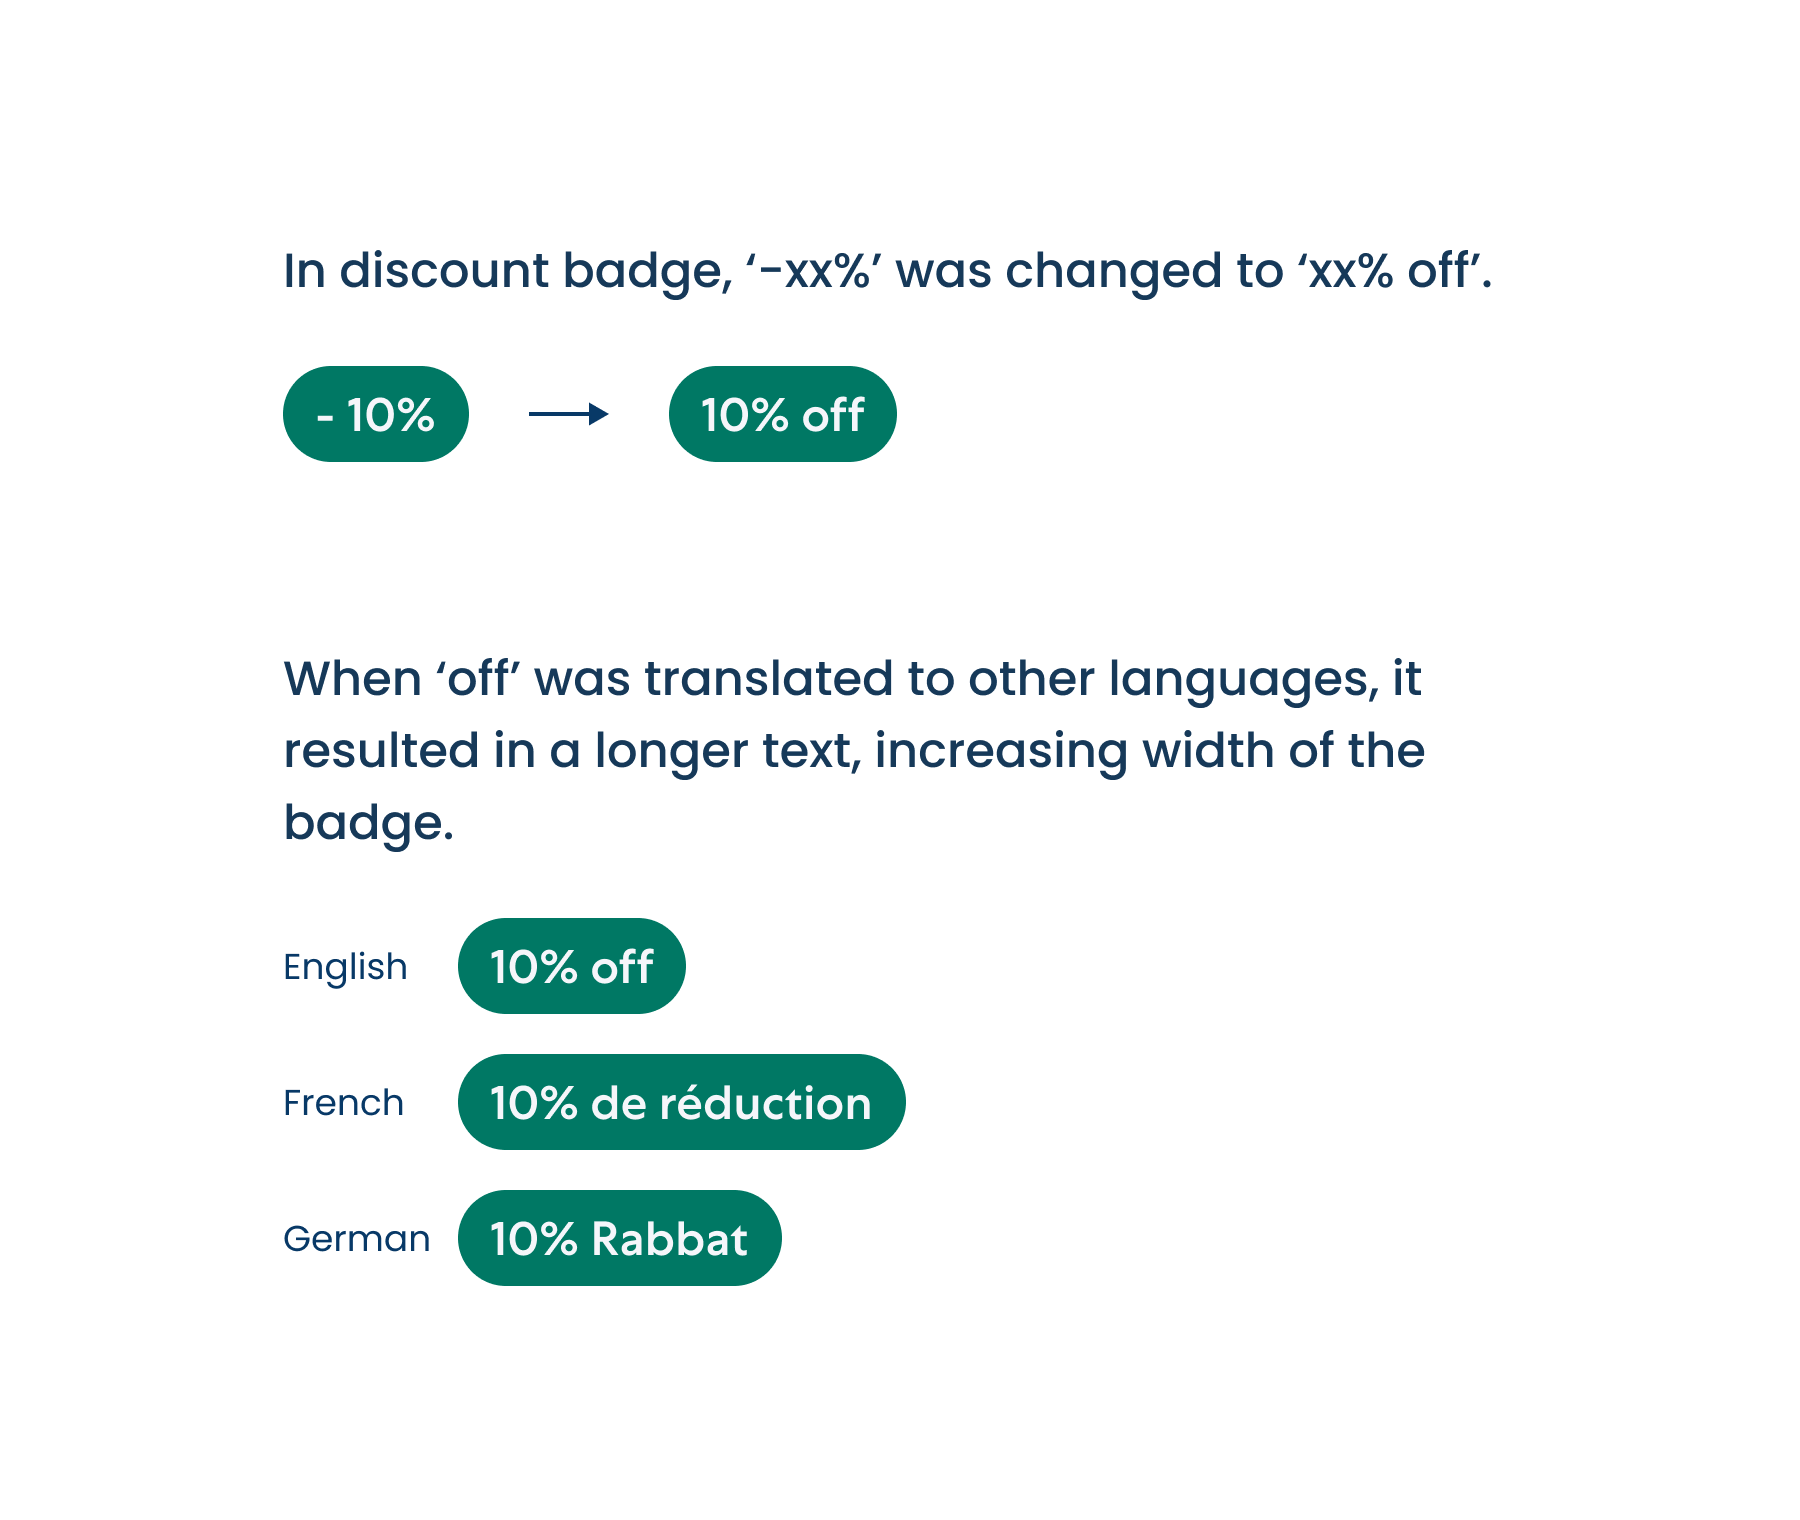 In discount badge, ‘-xx%’ was changed to ‘xx% off’.
- 10%
10% off
When ‘off’ was translated to other languages, it
resulted in a longer text, increasing width of the
badge.
English
10% off
French
10% de réduction
German
10% Rabbat